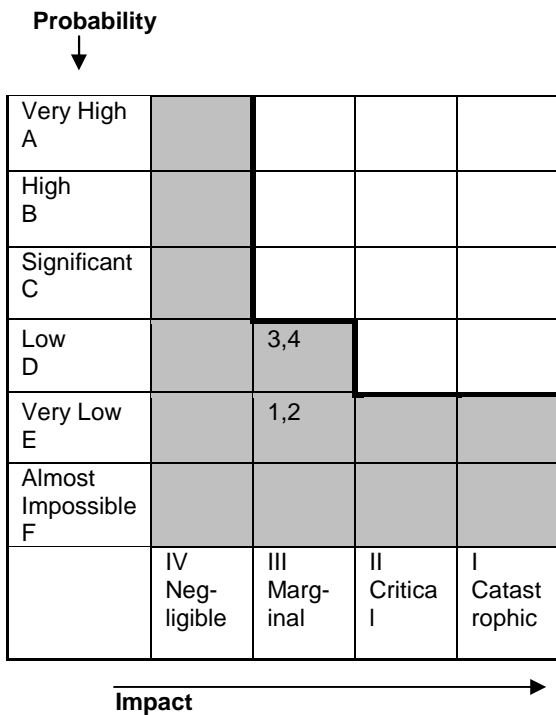 Probability
Very High
A
High
B
Significant
C
Low
D
3,4
Very Low
E
1,2
Almost
Impossible
F
IV
Neg-
ligible
III
Marg-
inal
II
Critica
l
I
Catast
rophic
Impact